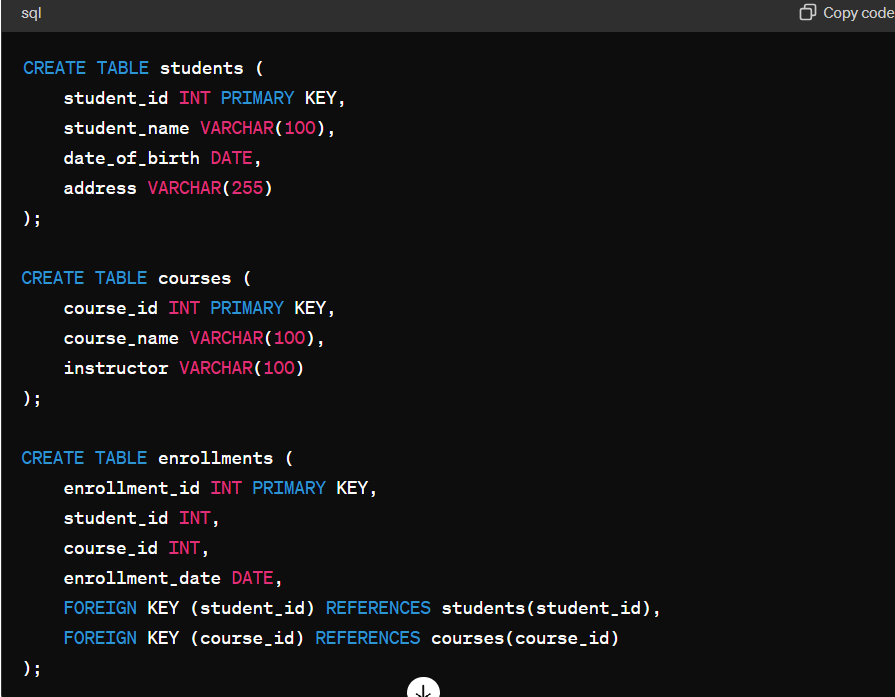 sql
Copy code
CREATE TABLE students (
    student_id INT PRIMARY KEY,
    student_name VARCHAR(100),
    date_of_birth DATE,
    address VARCHAR(255)
);

CREATE TABLE courses (
    course_id INT PRIMARY KEY,
    course_name VARCHAR(100),
    instructor VARCHAR(100)
);

CREATE TABLE enrollments (
    enrollment_id INT PRIMARY KEY,
    student_id INT,
    course_id INT,
    enrollment_date DATE,
    FOREIGN KEY (student_id) REFERENCES students(student_id),
    FOREIGN KEY (course_id) REFERENCES courses(course_id)
);